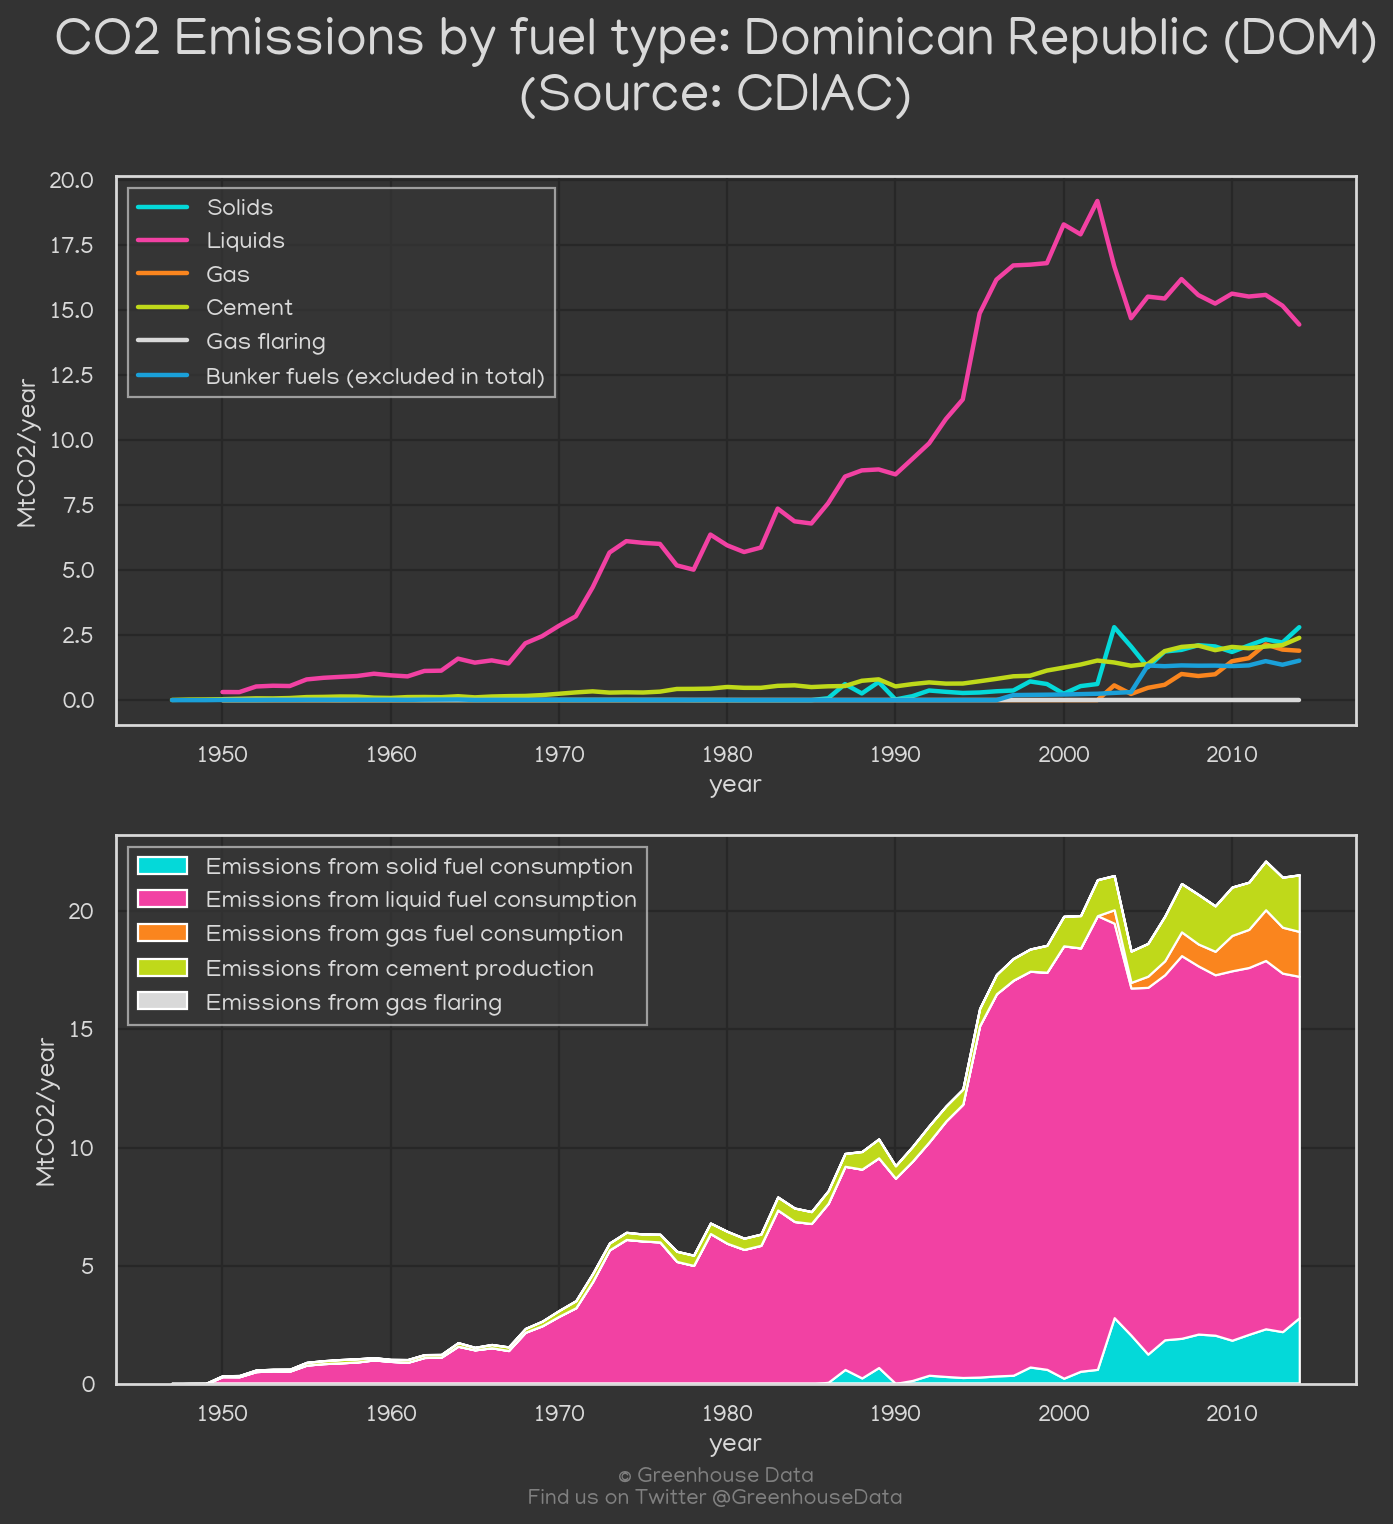 CO2 Emissions by fuel type: Dominican Republic (DOM)
(Source: CDIAC)
20.0
17.5
15.0
12.5
10.0
7.5
5.0
2.5
0.0
MtCO2/year
Solids
Liquids
Gas
Cement
Gas flaring
Bunker fuels (excluded in total)
1950 1960 1970 1980 1990 2000 2010
year
20
15
10
5
0
MtCO2/year
Emissions from solid fuel consumption
Emissions from liquid fuel consumption
Emissions from gas fuel consumption
Emissions from cement production
Emissions from gas flaring
1950 1960 1970 1980 1990 2000 2010
year
© Greenhouse Data
Find us on Twitter @GreenhouseData